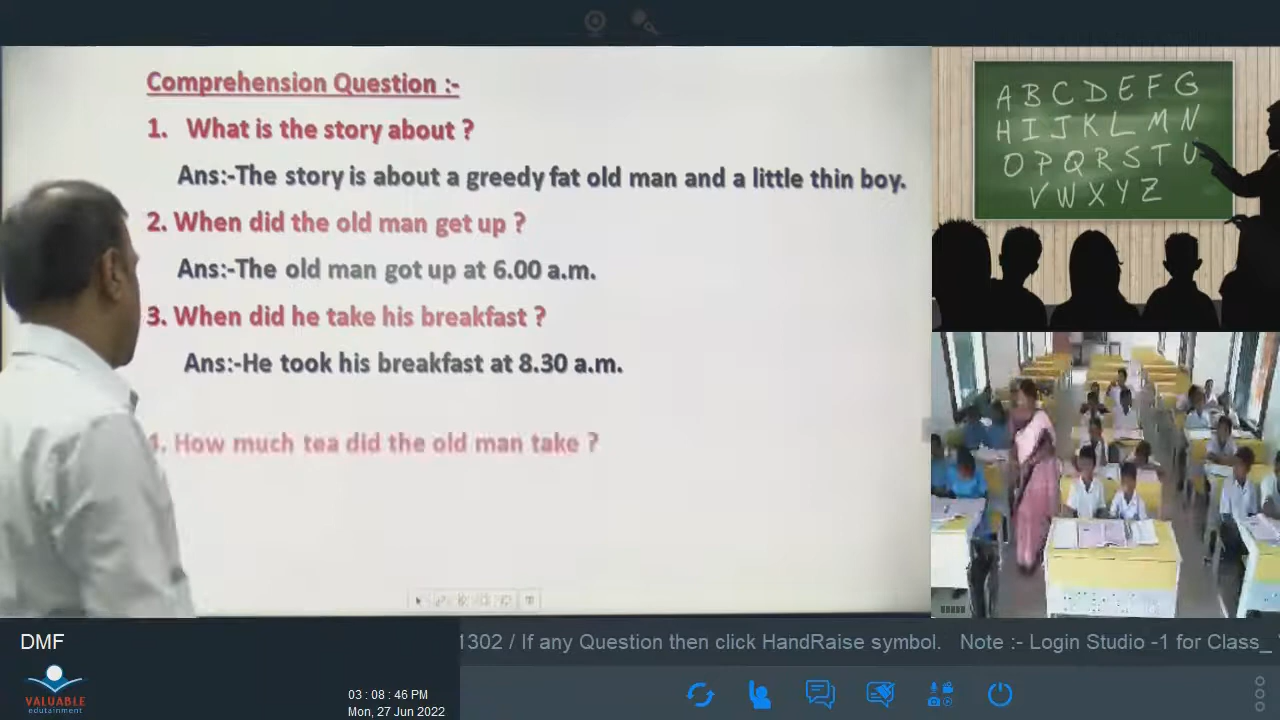 Comprehension Question :-
1. What is the story about ?
Ans:-The story is about a greedy fat old man and a little thin boy.
2. When did the old man get up ?
Ans:-The old man got up at 6.00 a.m.
3. When did he take his breakfast ?
Ans:-He took his breakfast at 8.30 a.m.
4. How much tea did the old man take ?
A B C D E F G
H I J K L M N
O P Q R S T U
V W X Y Z
DMF
1302 / If any Question then click HandRaise symbol. Note :- Login Studio -1 for Class_
VALUABLE
edutainment
03 : 08 : 46 PM
Mon, 27 Jun 2022